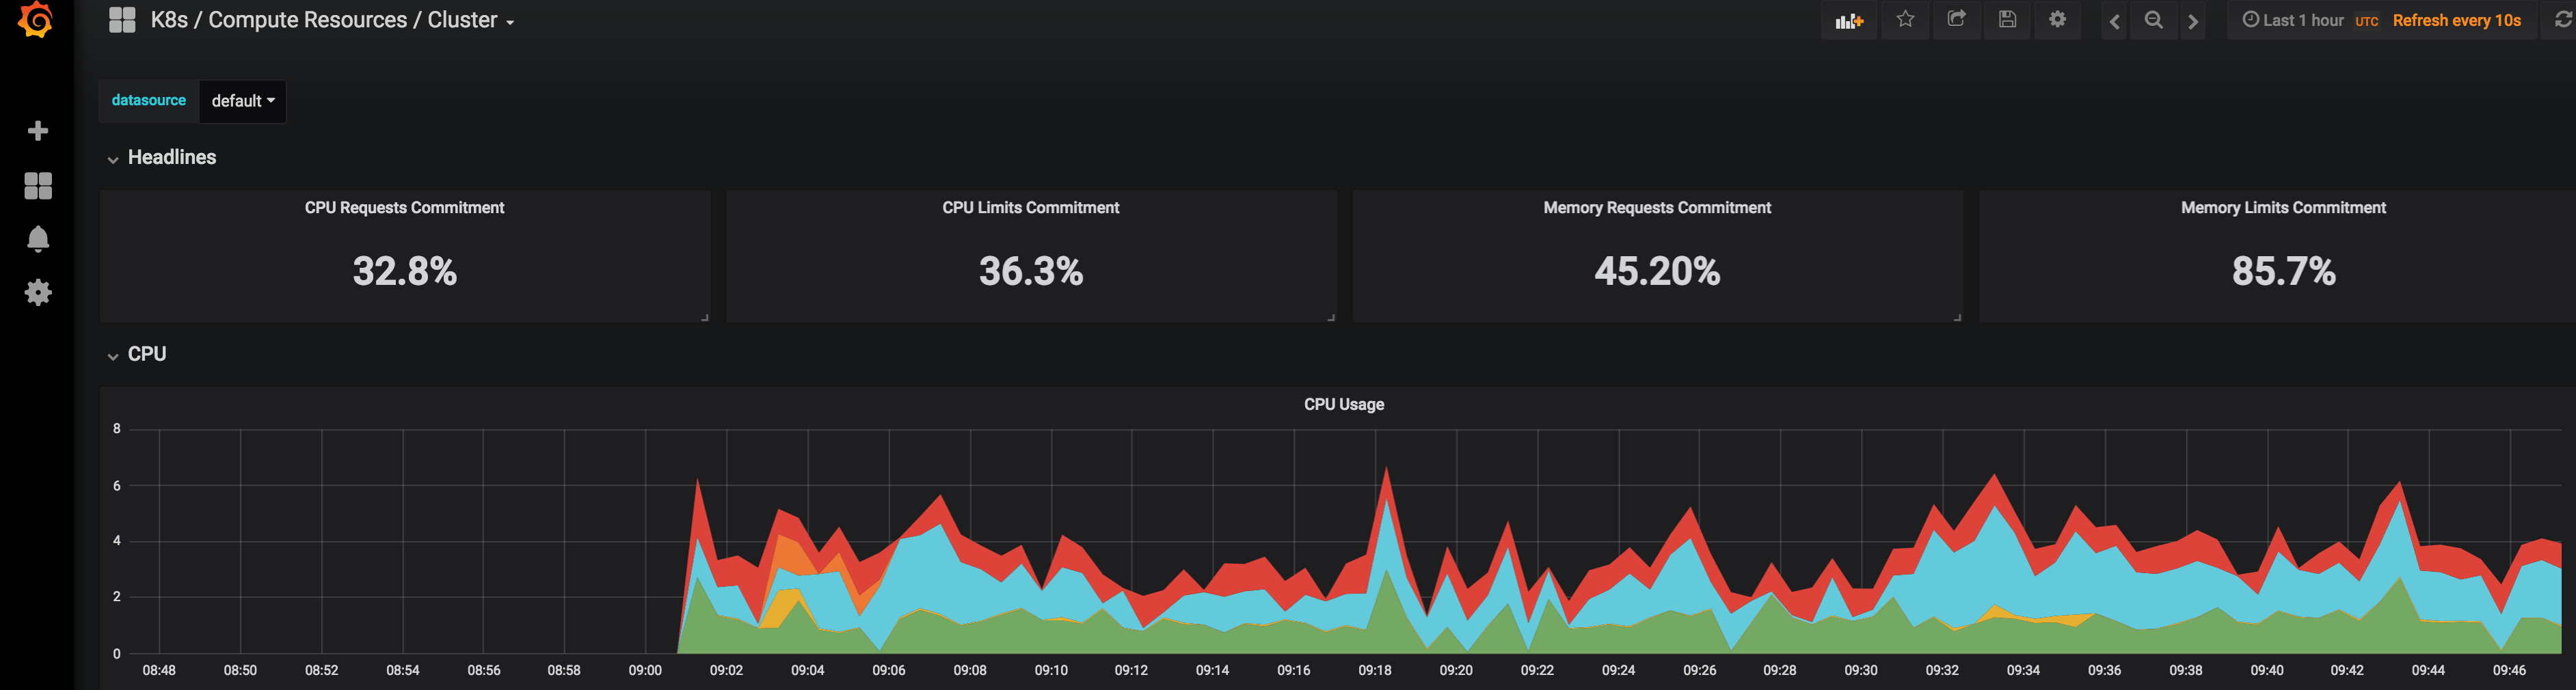 K8s / Compute Resources / Cluster
Last 1 hour UTC Refresh every 10s
datasource default
Headlines
CPU Requests Commitment
32.8%
CPU Limits Commitment
36.3%
Memory Requests Commitment
45.20%
Memory Limits Commitment
85.7%
CPU
CPU Usage
8
6
4
2
0
08:48 08:50 08:52 08:54 08:56 08:58 09:00 09:02 09:04 09:06 09:08 09:10 09:12 09:14 09:16 09:18 09:20 09:22 09:24 09:26 09:28 09:30 09:32 09:34 09:36 09:38 09:40 09:42 09:44 09:46